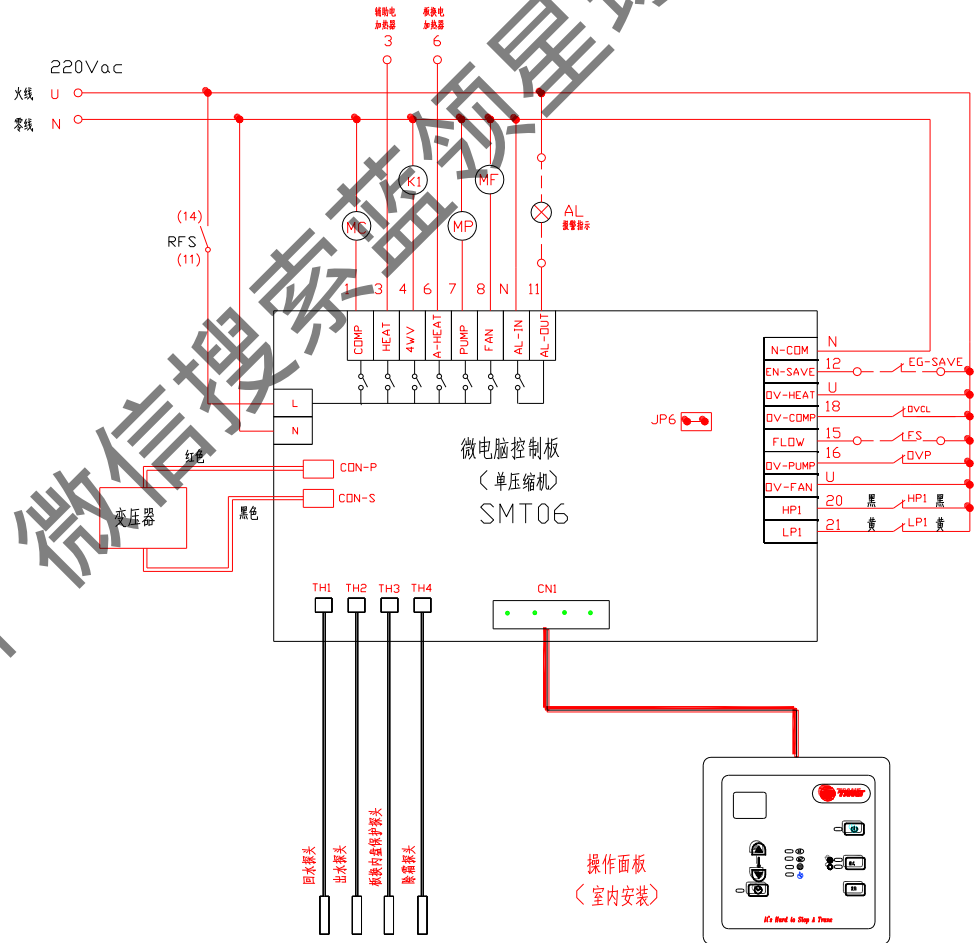 辅助电
加热器
3
板换电
加热器
6
220Vac
火线 U
零线 N
(14)
RFS
(11)
MC
K1
MP
MF
AL
报警指示
1 3 4 6 7 8 N 11
COMP
HEAT
4WV
A-HEAT
PUMP
FAN
AL-IN
AL-OUT
L
N
N-COM N
EN-SAVE 12 EG-SAVE
OV-HEAT U
OV-COMP 18 OVCL
FLOW 15 FS
OV-PUMP 16 OVP
OV-FAN U
HP1 20 黑 HP1 黑
LP1 21 黄 LP1 黄
JP6
微电脑控制板
(单压缩机)
SMT06
红色
CON-P
CON-S
黑色
变压器
TH1 TH2 TH3 TH4
CN1
回水探头
出水探头
板换内盘保护探头
除霜探头
操作面板
(室内安装)
It's Hard to Stop A Trane
微信搜索蓝领星球